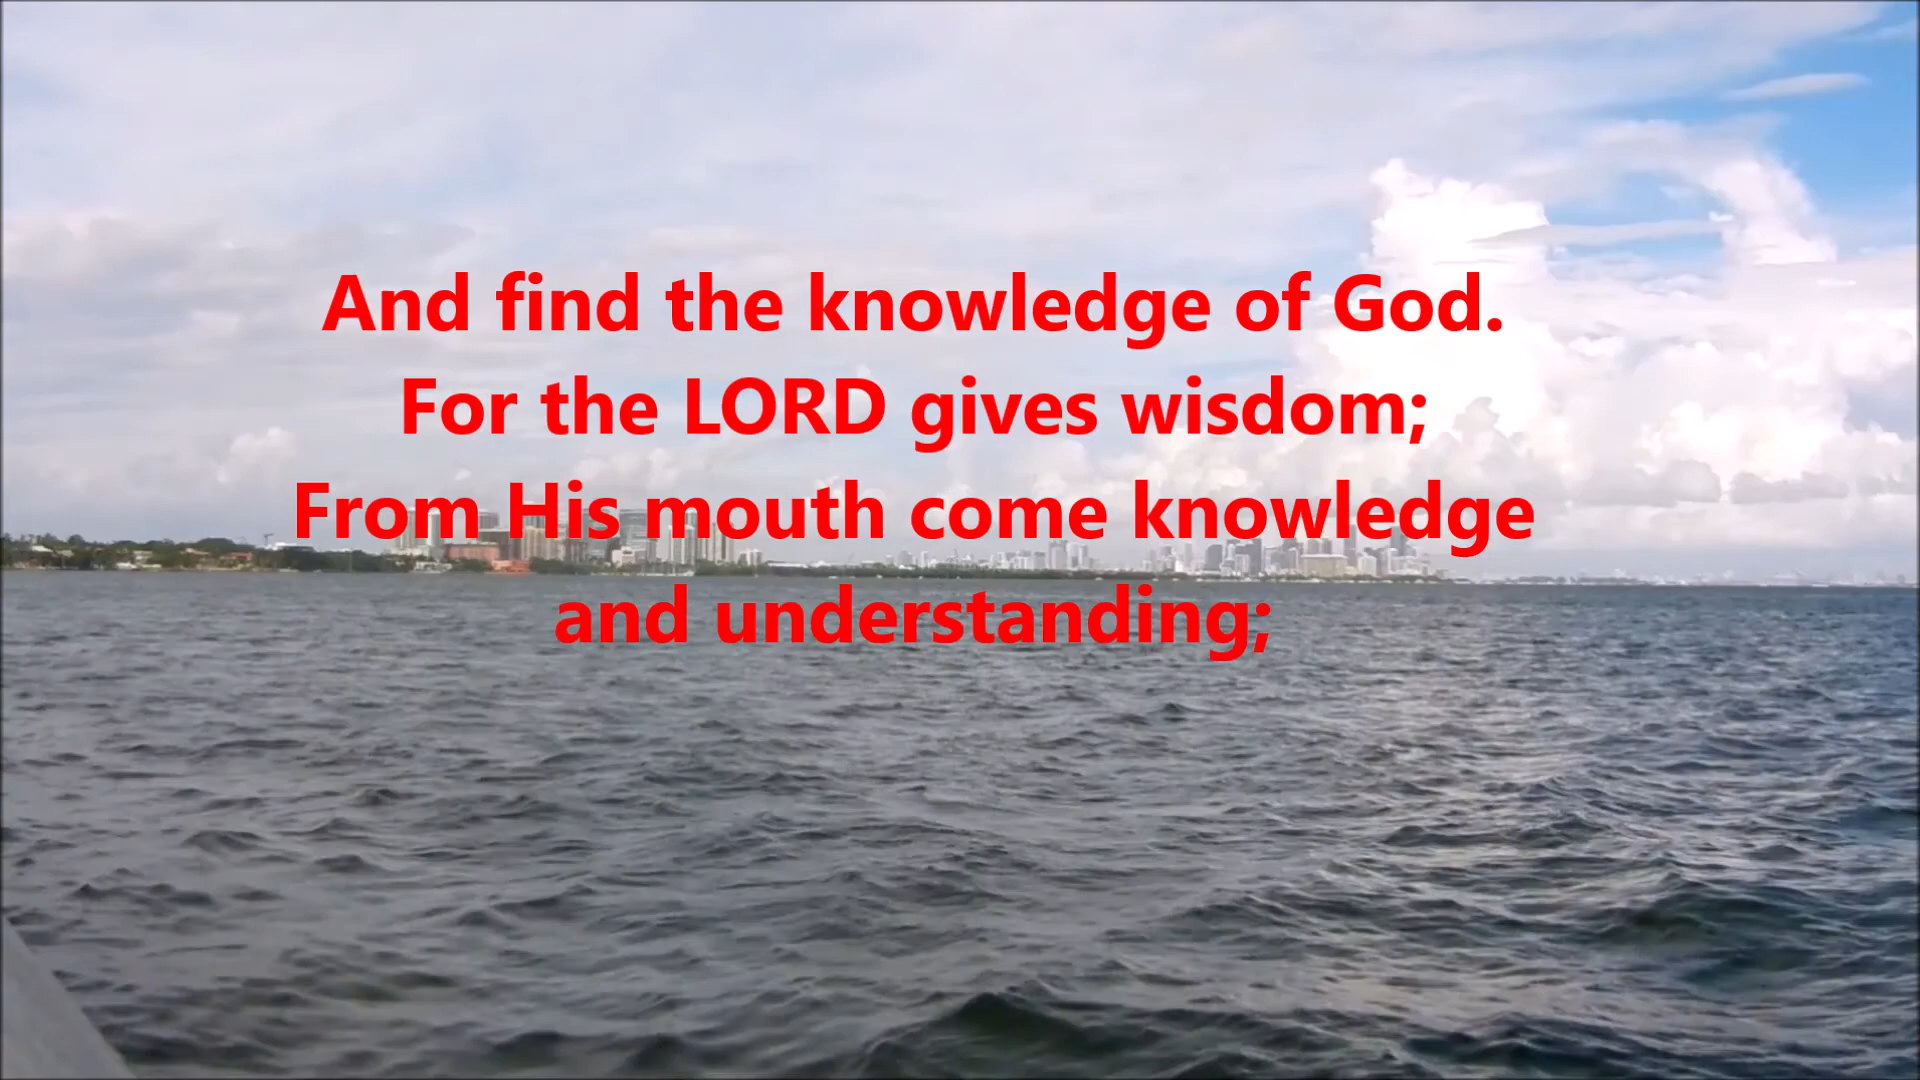 And find the knowledge of God.
For the LORD gives wisdom;
From His mouth come knowledge
and understanding;